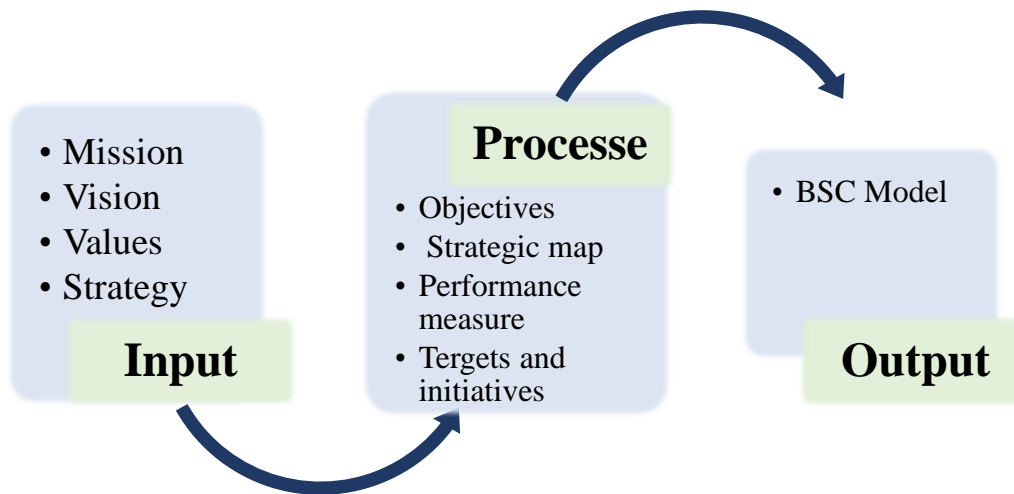 • Mission
• Vision
• Values
• Strategy
Input
Processe
• Objectives
• Strategic map
• Performance
measure
• Tergets and
initiatives
• BSC Model
Output